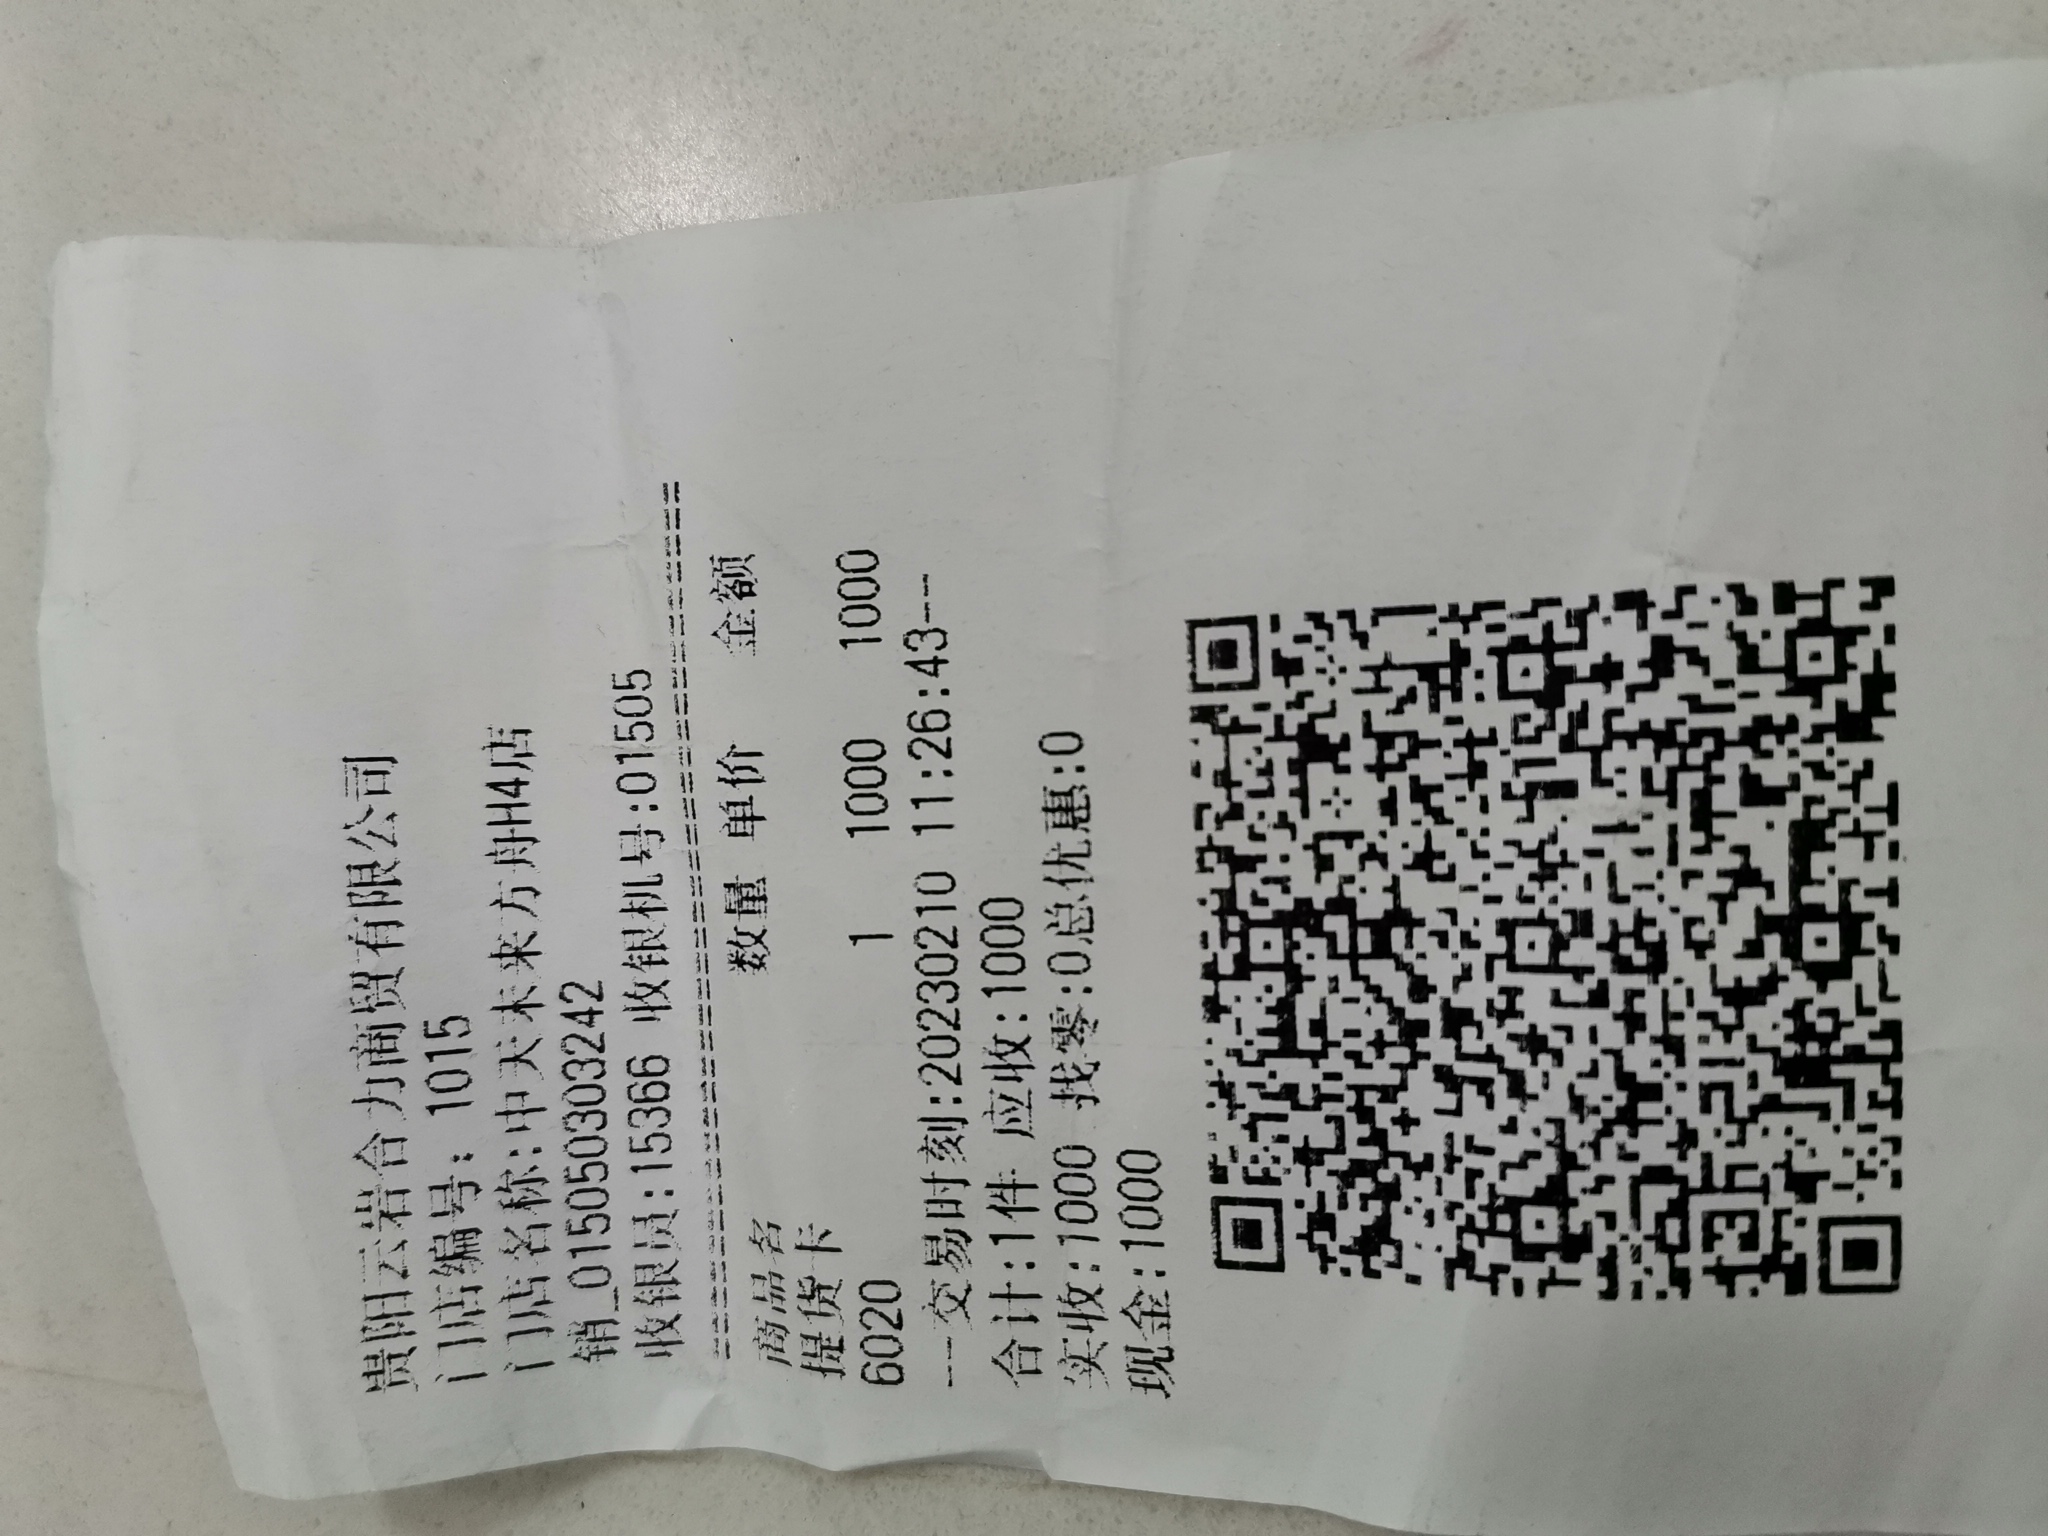 贵阳云岩合力商贸有限公司
门店编号: 1015
门店名称:中天未来方舟H4店
销_01505030​3242
收银员:15366 收银机号:01505
商品名 数量 单价 金额
提货卡
6020 1 1000 1000
---交易时刻:20230210 11:26:43---
合计:1件 应收:1000
实收:1000 找零:0总优惠:0
现金:1000